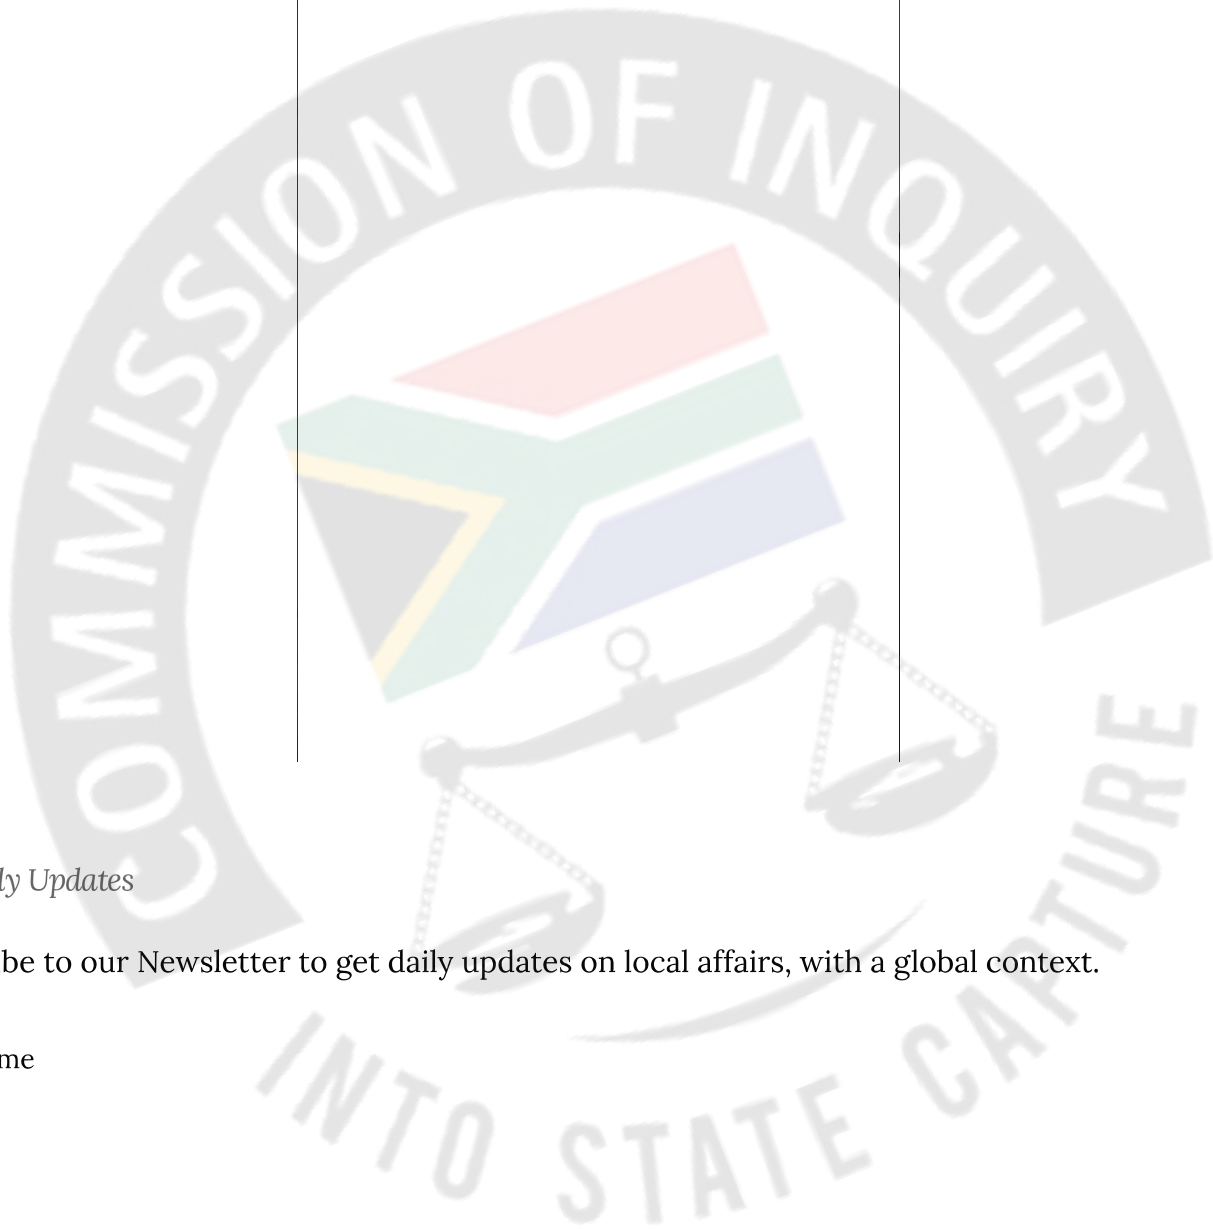 COMMISSION OF INQUIRY
INTO STATE CAPTURE
ly Updates
be to our Newsletter to get daily updates on local affairs, with a global context.
me